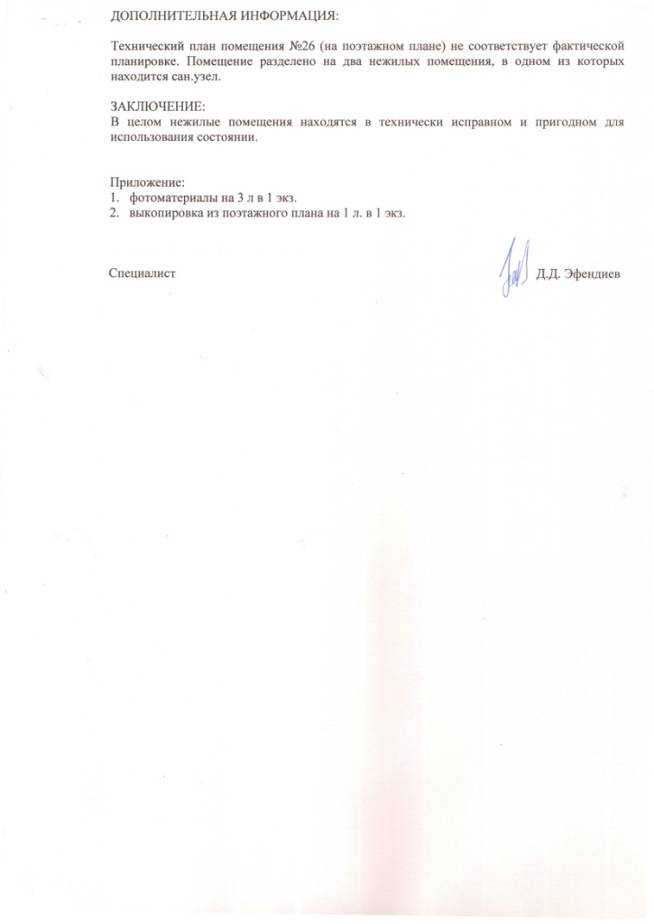 ДОПОЛНИТЕЛЬНАЯ ИНФОРМАЦИЯ:
Технический план помещения №26 (на поэтажном плане) не соответствует фактической
планировке. Помещение разделено на два нежилых помещения, в одном из которых
находится сан.узел.
ЗАКЛЮЧЕНИЕ:
В целом нежилые помещения находятся в технически исправном и пригодном для
использования состоянии.
Приложение:
1. фотоматериалы на 3 л в 1 экз.
2. выкопировка из поэтажного плана на 1 л. в 1 экз.
Специалист Д.Д. Эфендиев